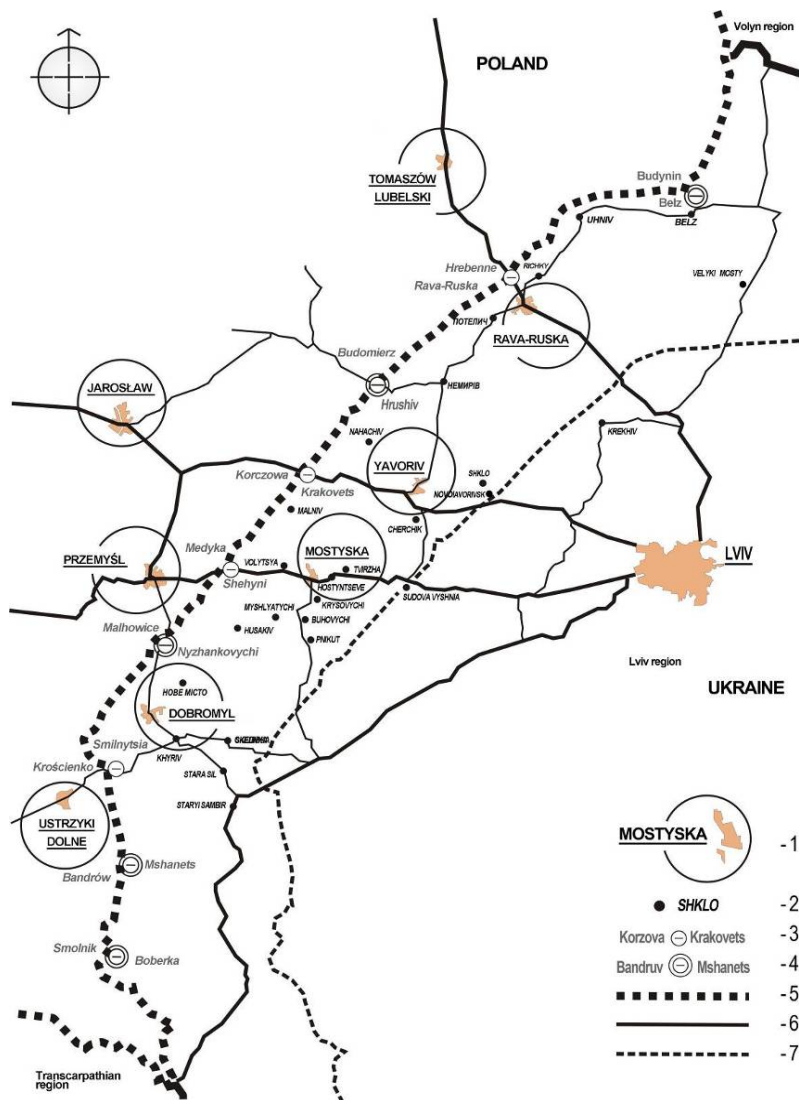 Volyn region
POLAND
TOMASZÓW
LUBELSKI
Budynin
Belz
UHNIV
BELZ
Hrebenne
RICHKY
Rava-Ruska
VELYKI MOSTY
ПОТЕЛИЧ
RAVA-RUSKA
Budomierz
JAROSŁAW
НЕМИРІВ
Hrushiv
NAHACHIV
KREKHIV
YAVORIV
SHKLO
Korczowa
Krakovets
NOVOIAVORIVSK
MALNIV
CHERCHIK
Medyka
MOSTYSKA
PRZEMYŚL
VOLYTSYA
TVIRZHA
LVIV
Shehyni
HOSTYNTSEVE
SUDOVA VYSHNIA
KRYSOVYCHI
MYSHLYATYCHI
BUHOVYCHI
Malhowice
HUSAKIV
PNIKUT
Nyzhankovychi
Lviv region
HOBE MICTO
UKRAINE
DOBROMYL
Smilnytsia
KHYRIV
Krościenko
STARA SIL
STARYI SAMBIR
USTRZYKI
DOLNE
MOSTYSKA
-1
Mshanets
Bandrów
SHKLO
-2
Korzova
Krakovets
-3
Smolnik
Boberka
Bandruv
Mshanets
-4
-5
-6
-7
Transcarpathian
region